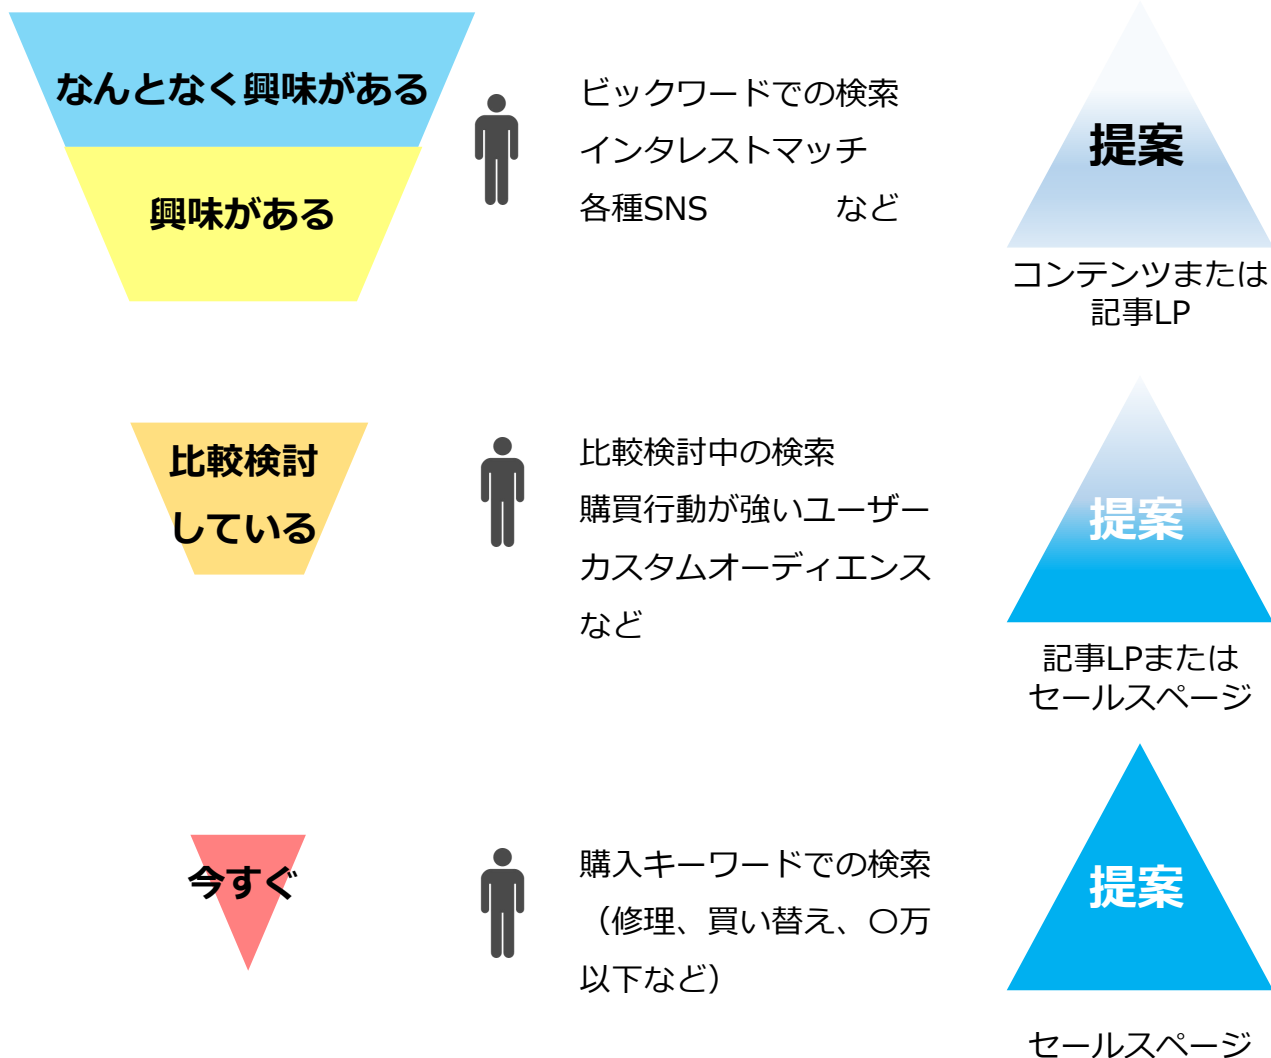 なんとなく興味がある
興味がある
ビックワードでの検索
インタレストマッチ
各種SNS　　　　など
提案
コンテンツまたは
記事LP
比較検討
している
比較検討中の検索
購買行動が強いユーザー
カスタムオーディエンス
など
提案
記事LPまたは
セールスページ
今すぐ
購入キーワードでの検索
（修理、買い替え、〇万
以下など）
提案
セールスページ